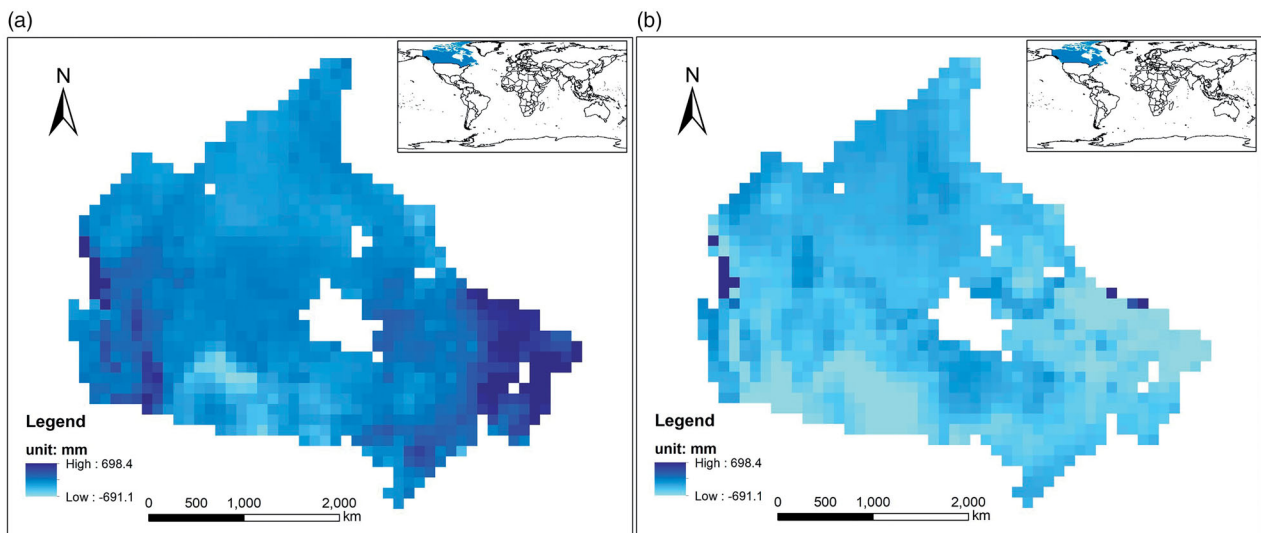 (a)
N
Legend
unit: mm
High : 698.4
Low : -691.1
0 500 1,000 2,000
km
(b)
N
Legend
unit: mm
High : 698.4
Low : -691.1
0 500 1,000 2,000
km